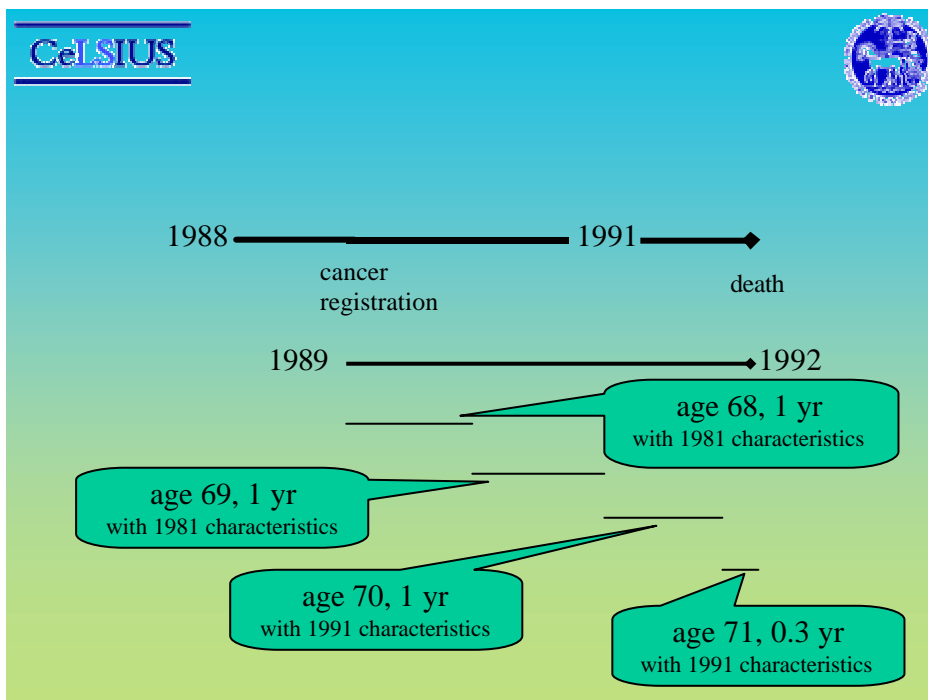 CeLSIUS
1988
1991
cancer
registration
death
1989
1992
age 68, 1 yr
with 1981 characteristics
age 69, 1 yr
with 1981 characteristics
age 70, 1 yr
with 1991 characteristics
age 71, 0.3 yr
with 1991 characteristics